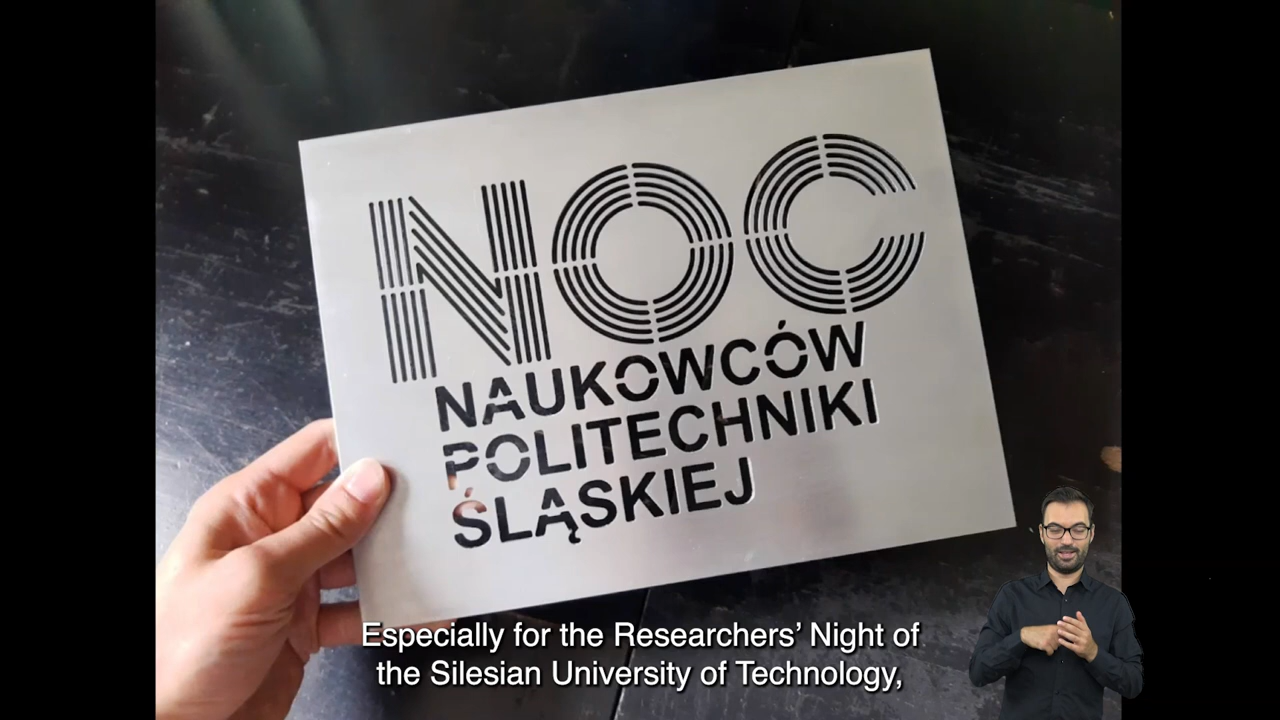 NOC
NAUKOWCÓW
POLITECHNIKI
ŚLĄSKIEJ
Especially for the Researchers’ Night of
the Silesian University of Technology,